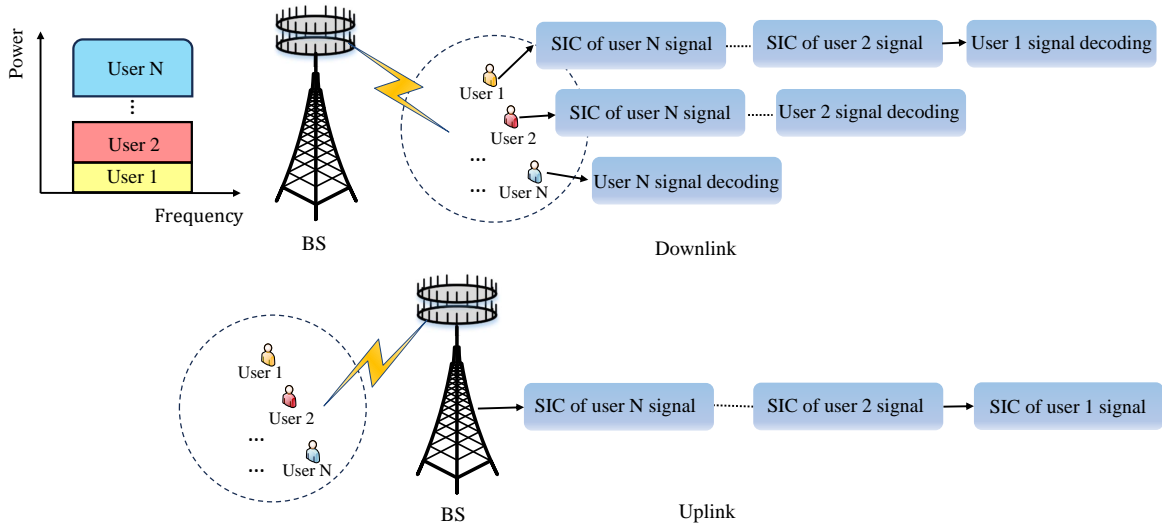 Power
User N
⋮
User 2
User 1
Frequency
BS
User 1
User 2
...
...
User N
SIC of user N signal
SIC of user 2 signal
User 1 signal decoding
SIC of user N signal
User 2 signal decoding
User N signal decoding
Downlink
User 1
User 2
...
...
User N
BS
SIC of user N signal
SIC of user 2 signal
SIC of user 1 signal
Uplink